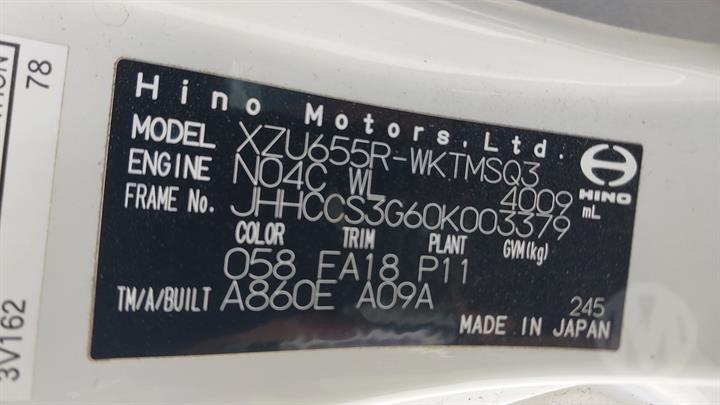 Hino Motors,Ltd.
MODEL XZU655R-WKTMSQ3
ENGINE N04C WL 4009 mL
FRAME No. JHHCCS3G60K003379
COLOR TRIM PLANT GVM(kg)
058 EA18 P11
TM/A/BUILT A860E A09A
245
MADE IN JAPAN
HINO
78
3V162
M